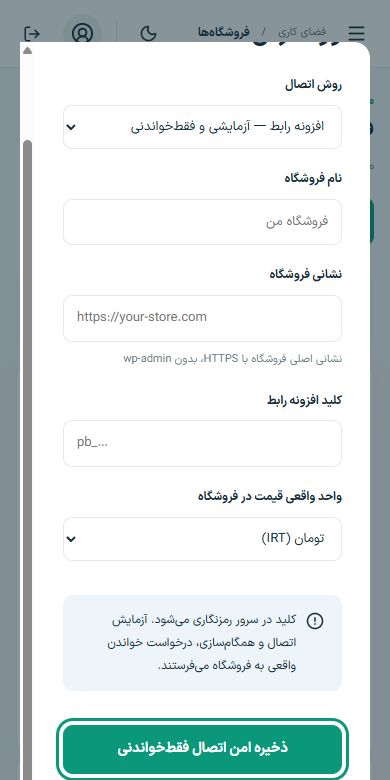 فضای کاری / فروشگاه‌ها
روش اتصال
افزونه رابط — آزمایشی و فقط‌خواندنی
نام فروشگاه
فروشگاه من
نشانی فروشگاه
https://your-store.com
نشانی اصلی فروشگاه با HTTPS، بدون wp-admin
کلید افزونه رابط
pb_...
واحد واقعی قیمت در فروشگاه
تومان (IRT)
کلید در سرور رمزنگاری می‌شود. آزمایش
اتصال و همگام‌سازی، درخواست خواندن
واقعی به فروشگاه می‌فرستند.
ذخیره امن اتصال فقط‌خواندنی